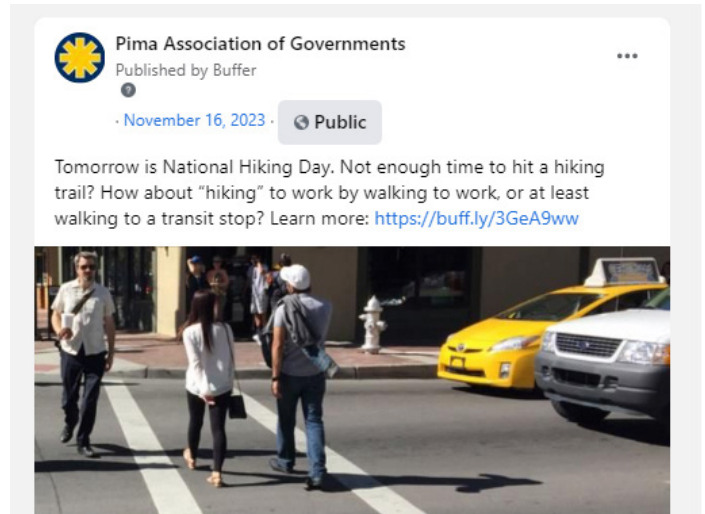 Pima Association of Governments
Published by Buffer
?
· November 16, 2023 · Public
Tomorrow is National Hiking Day. Not enough time to hit a hiking
trail? How about “hiking” to work by walking to work, or at least
walking to a transit stop? Learn more: https://buff.ly/3GeA9ww